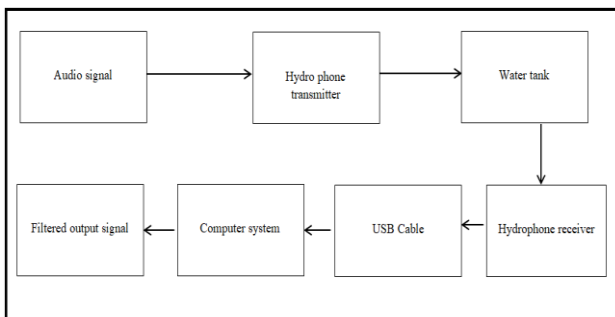 Audio signal
Hydro phone
transmitter
Water tank
Filtered output signal
Computer system
USB Cable
Hydrophone receiver